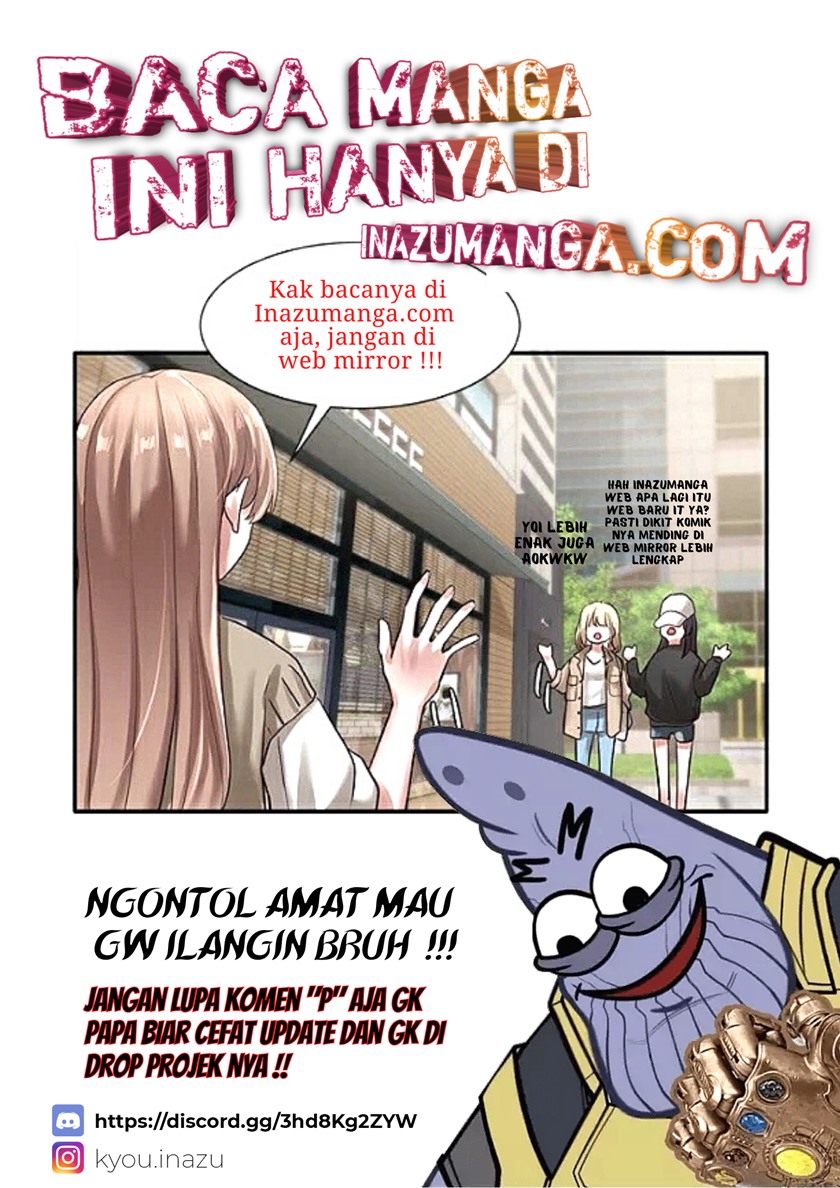 BACA MANGA
INI HANYA DI
INAZUMANGA.COM
Kak bacanya di
Inazumanga.com
aja, jangan di
web mirror !!!
HAH INAZUMANGA
WEB APA LAGI ITU
WEB BARU IT YA?
PASTI DIKIT KOMIK
NYA MENDING DI
WEB MIRROR LEBIH
LENGKAP
YOI LEBIH
ENAK JUGA
AOKWKW
M M
NGONTOL AMAT MAU
GW ILANGIN BRUH !!!
JANGAN LUPA KOMEN "P" AJA GK
PAPA BIAR CEFAT UPDATE DAN GK DI
DROP PROJEK NYA !!
https://discord.gg/3hd8Kg2ZYW
kyou.inazu